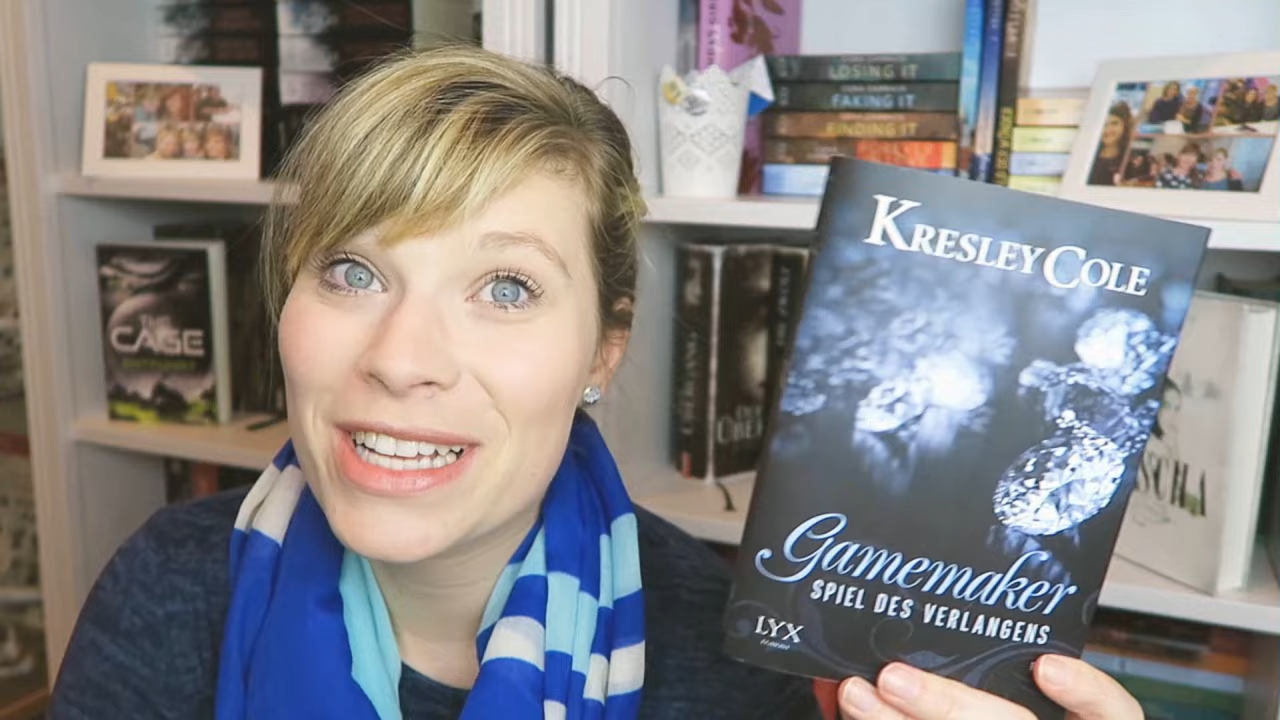 LOSING IT
FAKING IT
FINDING IT
KRESLEY COLE
THE
CAGE
Gamemaker
SPIEL DES VERLANGENS
LYX